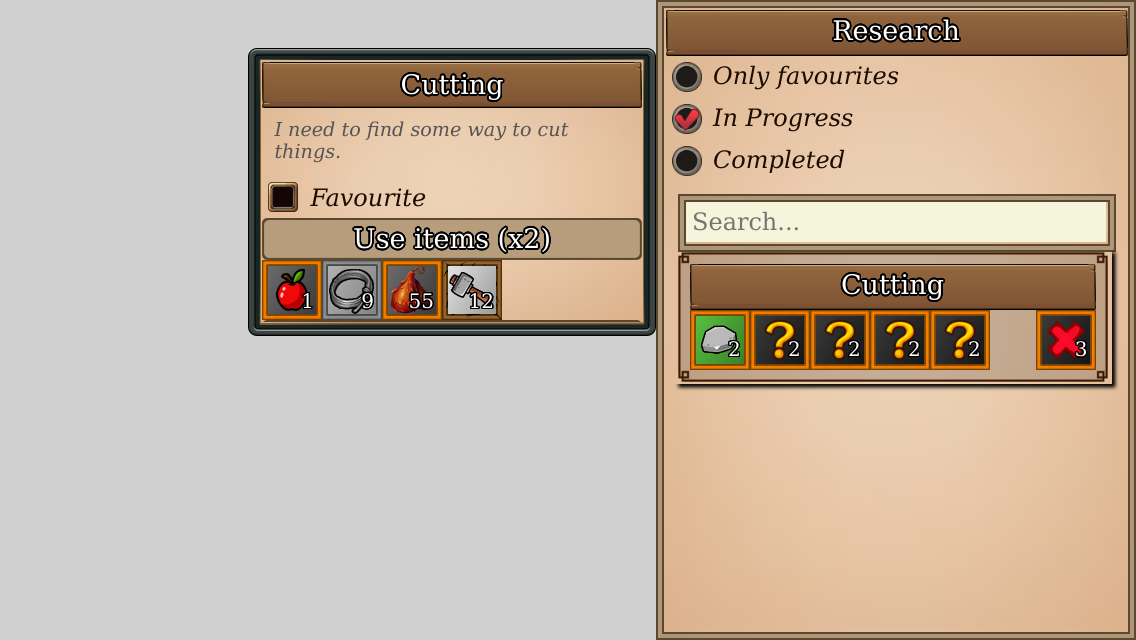 Cutting
I need to find some way to cut
things.
Favourite
Use items (x2)
1 9 55 12
Research
Only favourites
In Progress
Completed
Search...
Cutting
2 ?2 ?2 ?2 ?2 3